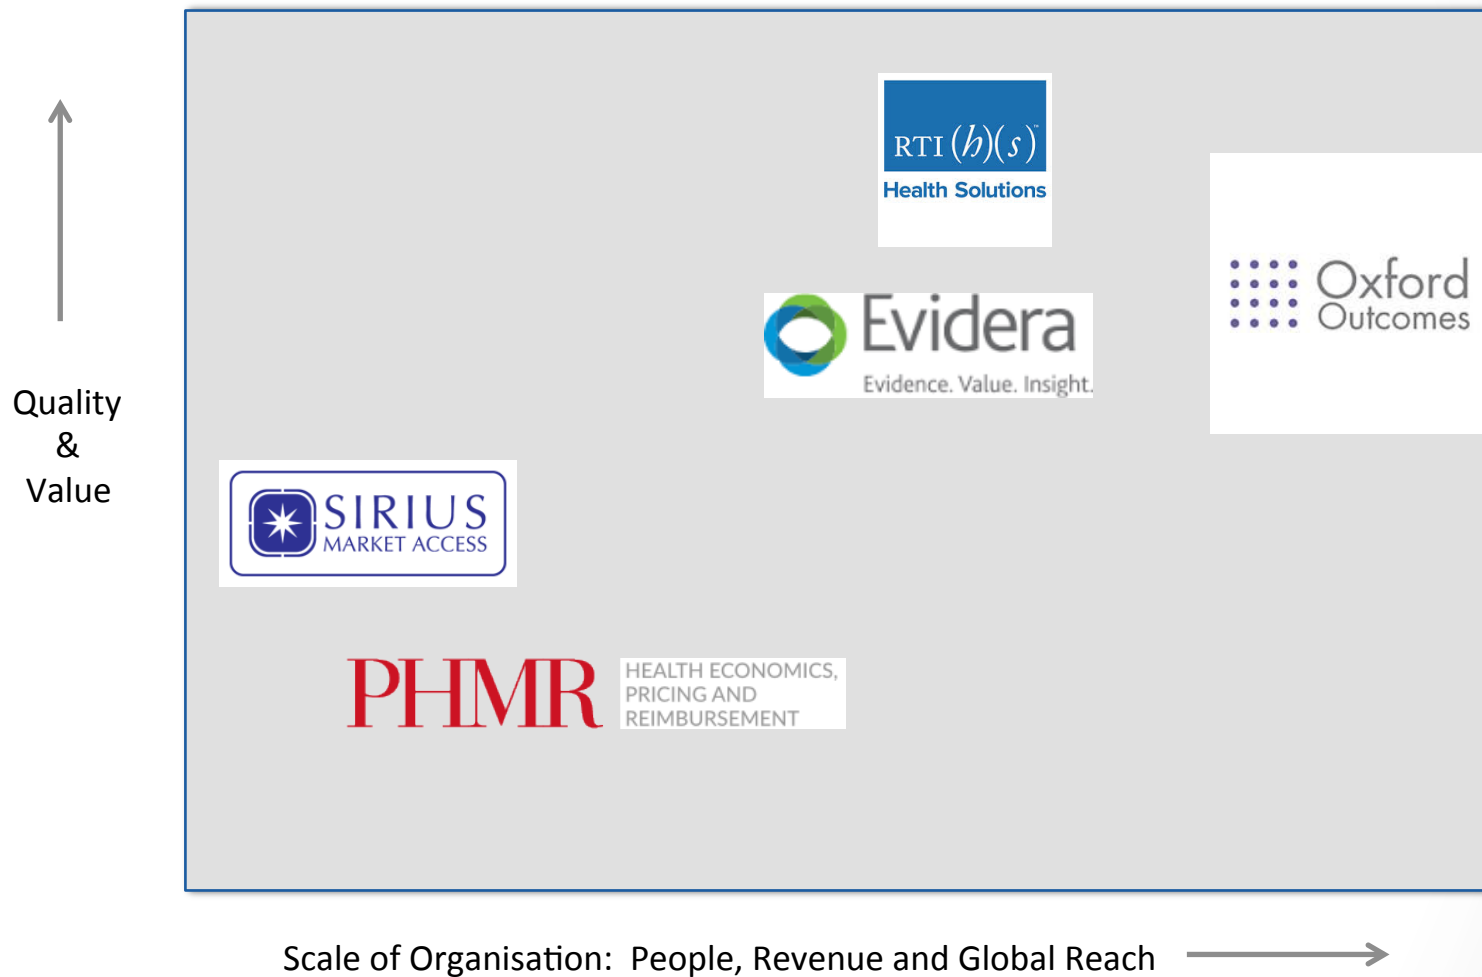 RTI (h)(s)™
Health Solutions
Oxford
Outcomes
Evidera
Evidence. Value. Insight.
Quality
&
Value
SIRIUS
MARKET ACCESS
PHMR
HEALTH ECONOMICS,
PRICING AND
REIMBURSEMENT
Scale of Organisation: People, Revenue and Global Reach